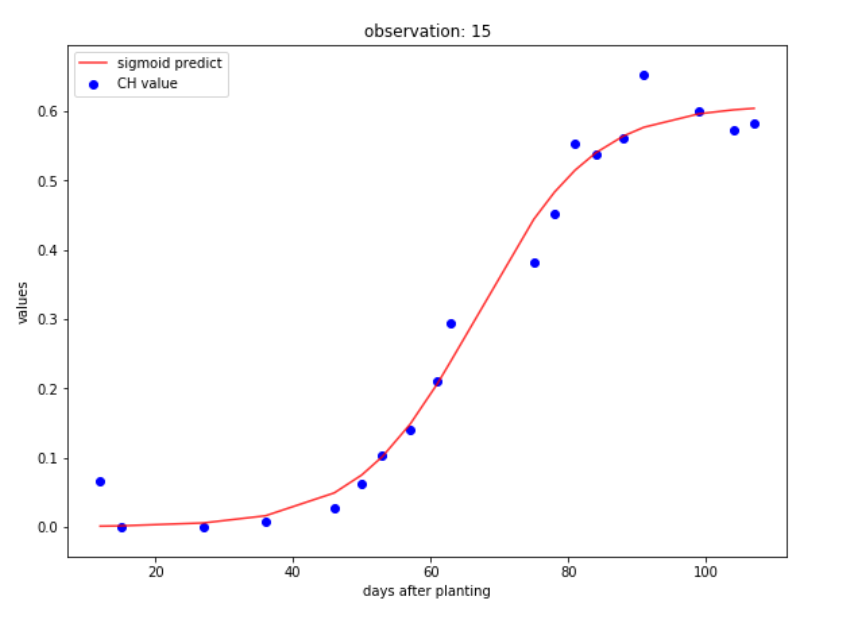 observation: 15
sigmoid predict
CH value
0.6
0.5
0.4
0.3
0.2
0.1
0.0
values
20 40 60 80 100
days after planting